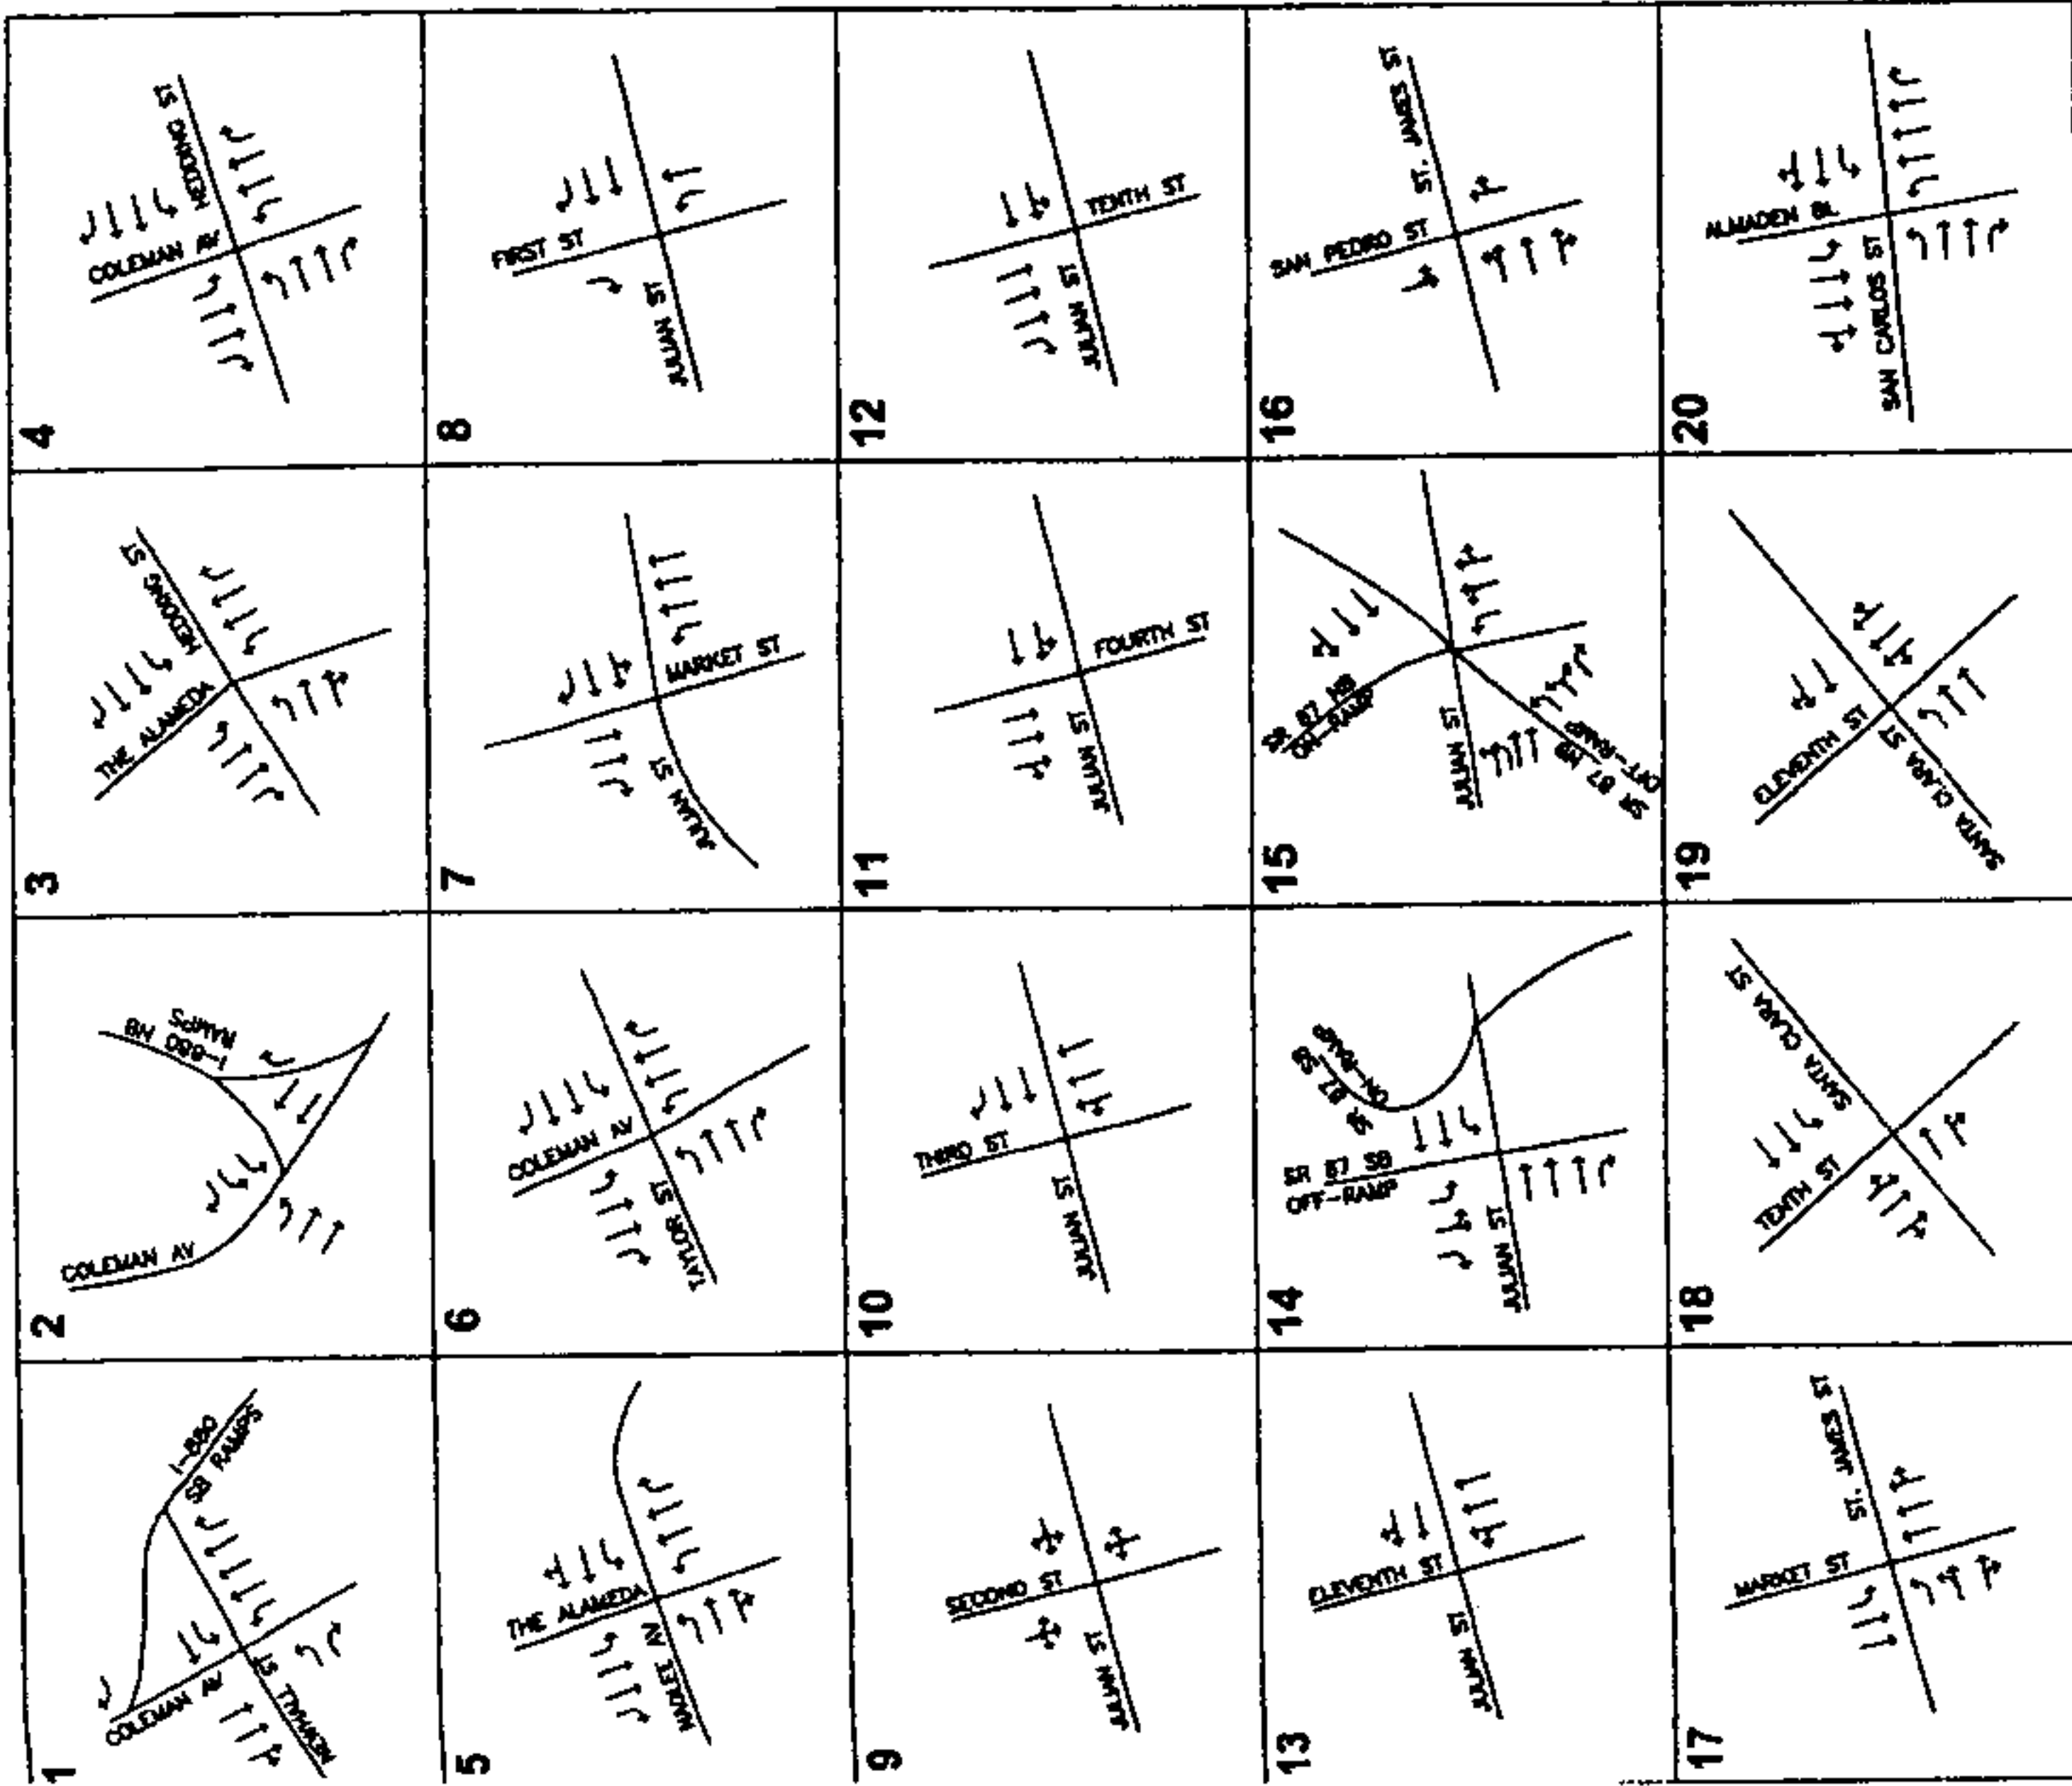 1
COLEMAN AV
I-880
SB RAMPS
NEWHALL ST
2
COLEMAN AV
I-880 NB
RAMPS
3
THE ALAMEDA
HEDDING ST
4
COLEMAN AV
HEDDING ST
5
THE ALAMEDA
NAGLEE AV
6
COLEMAN AV
TAYLOR ST
7
MARKET ST
JULIAN ST
8
FIRST ST
JULIAN ST
9
SECOND ST
JULIAN ST
10
THIRD ST
JULIAN ST
11
FOURTH ST
JULIAN ST
12
TENTH ST
JULIAN ST
13
ELEVENTH ST
JULIAN ST
14
SR 87 SB
OFF-RAMP
SR 87 SB
ON-RAMP
JULIAN ST
15
SR 87 NB
ON-RAMP
JULIAN ST
SR 87 NB
OFF-RAMP
16
SAN PEDRO ST
ST. JAMES ST
17
MARKET ST
ST. JAMES ST
18
TENTH ST
SANTA CLARA ST
19
ELEVENTH ST
SANTA CLARA ST
20
ALMADEN BL
SAN CARLOS ST